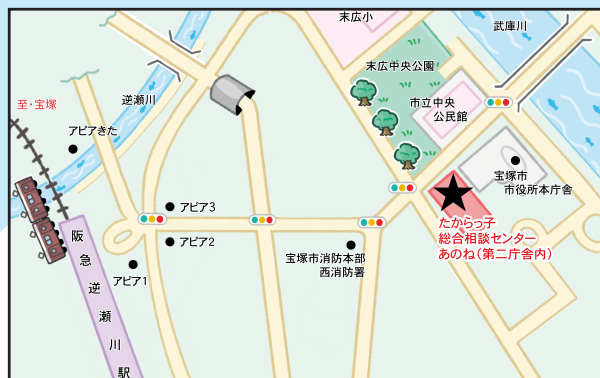 末広小
武庫川
末広中央公園
至・宝塚
逆瀬川
市立中央
公民館
アピアきた
宝塚市
市役所本庁舎
アピア3
たからっ子
総合相談センター
あのね（第二庁舎内）
アピア2
宝塚市消防本部
西消防署
アピア1
阪急逆瀬川駅